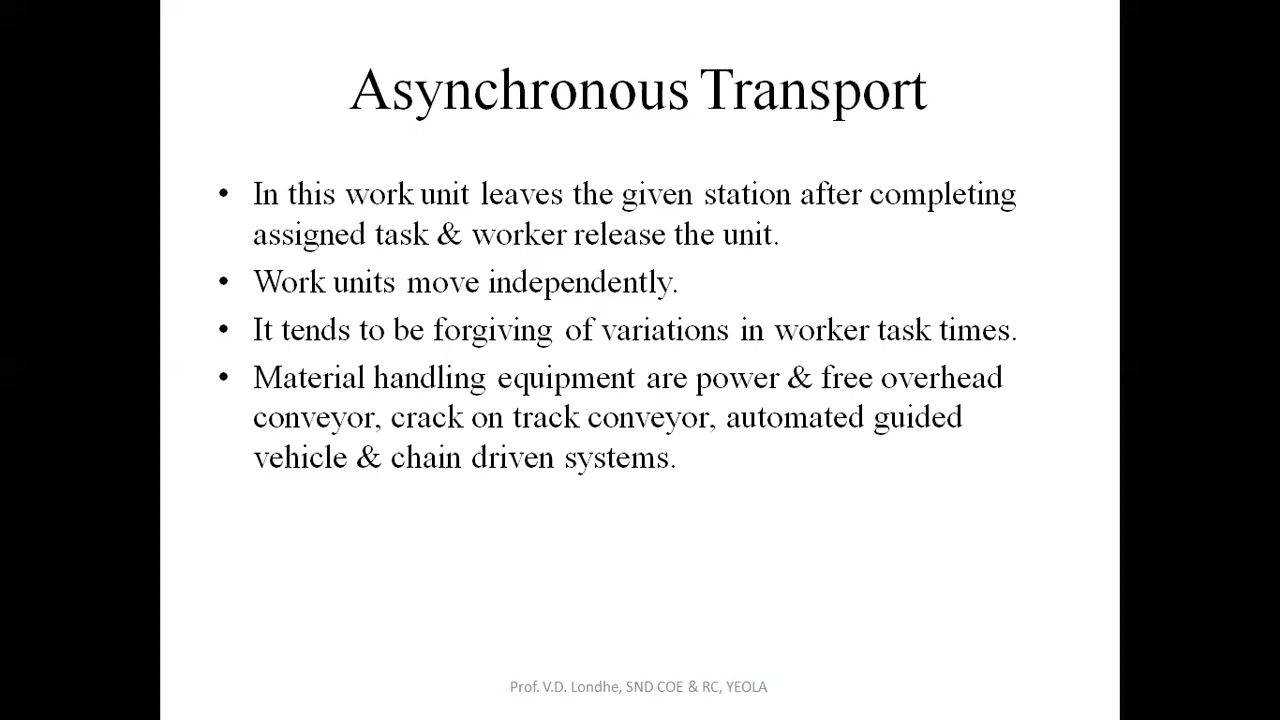 Asynchronous Transport
• In this work unit leaves the given station after completing
assigned task & worker release the unit.
• Work units move independently.
• It tends to be forgiving of variations in worker task times.
• Material handling equipment are power & free overhead
conveyor, crack on track conveyor, automated guided
vehicle & chain driven systems.
Prof. V.D. Londhe, SND COE & RC, YEOLA